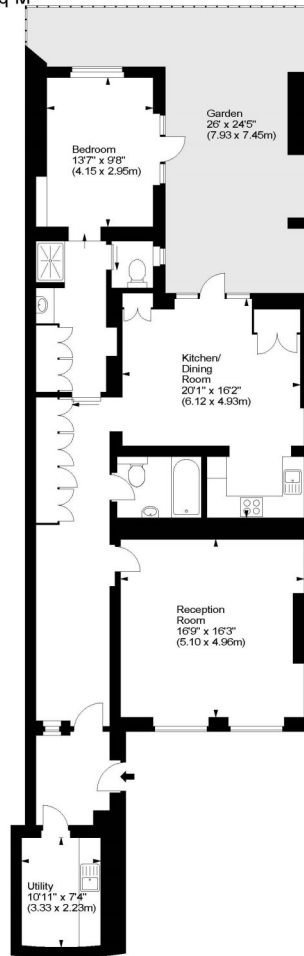 Garden
26' x 24'5"
(7.93 x 7.45m)
Bedroom
13'7" x 9'8"
(4.15 x 2.95m)
Kitchen/
Dining
Room
20'1" x 16'2"
(6.12 x 4.93m)
Reception
Room
16'9" x 16'3"
(5.10 x 4.96m)
Utility
10'11" x 7'4"
(3.33 x 2.23m)